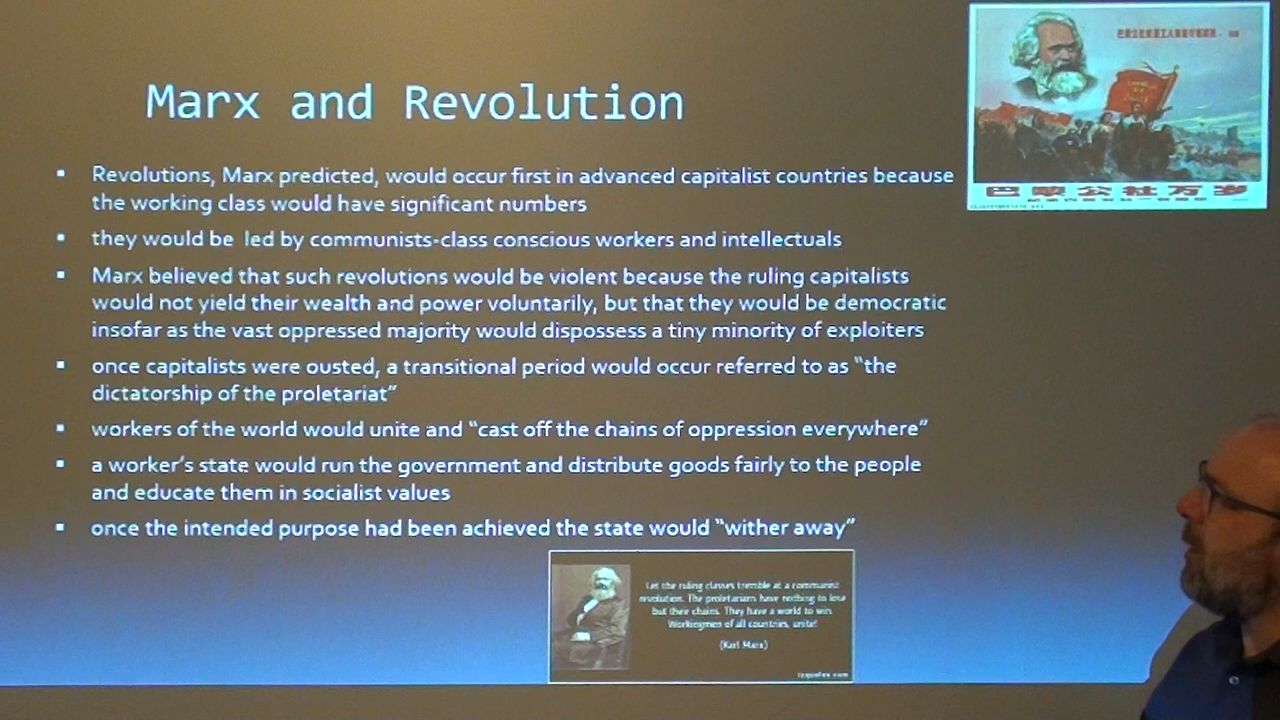 Marx and Revolution
▪ Revolutions, Marx predicted, would occur first in advanced capitalist countries because
the working class would have significant numbers
▪ they would be led by communists-class conscious workers and intellectuals
▪ Marx believed that such revolutions would be violent because the ruling capitalists
would not yield their wealth and power voluntarily, but that they would be democratic
insofar as the vast oppressed majority would dispossess a tiny minority of exploiters
▪ once capitalists were ousted, a transitional period would occur referred to as “the
dictatorship of the proletariat”
▪ workers of the world would unite and “cast off the chains of oppression everywhere”
▪ a worker’s state would run the government and distribute goods fairly to the people
and educate them in socialist values
▪ once the intended purpose had been achieved the state would “wither away”
巴黎公社万岁
Let the ruling classes tremble at a communist
revolution. The proletarians have nothing to lose
but their chains. They have a world to win.
Workingmen of all countries, unite!
(Karl Marx)
izquotes.com